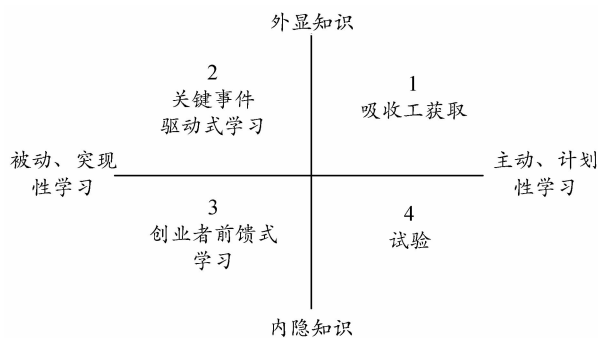 外显知识
2
关键事件
驱动式学习
1
吸收工获取
被动、突现
性学习
主动、计划
性学习
3
创业者前馈式
学习
4
试验
内隐知识